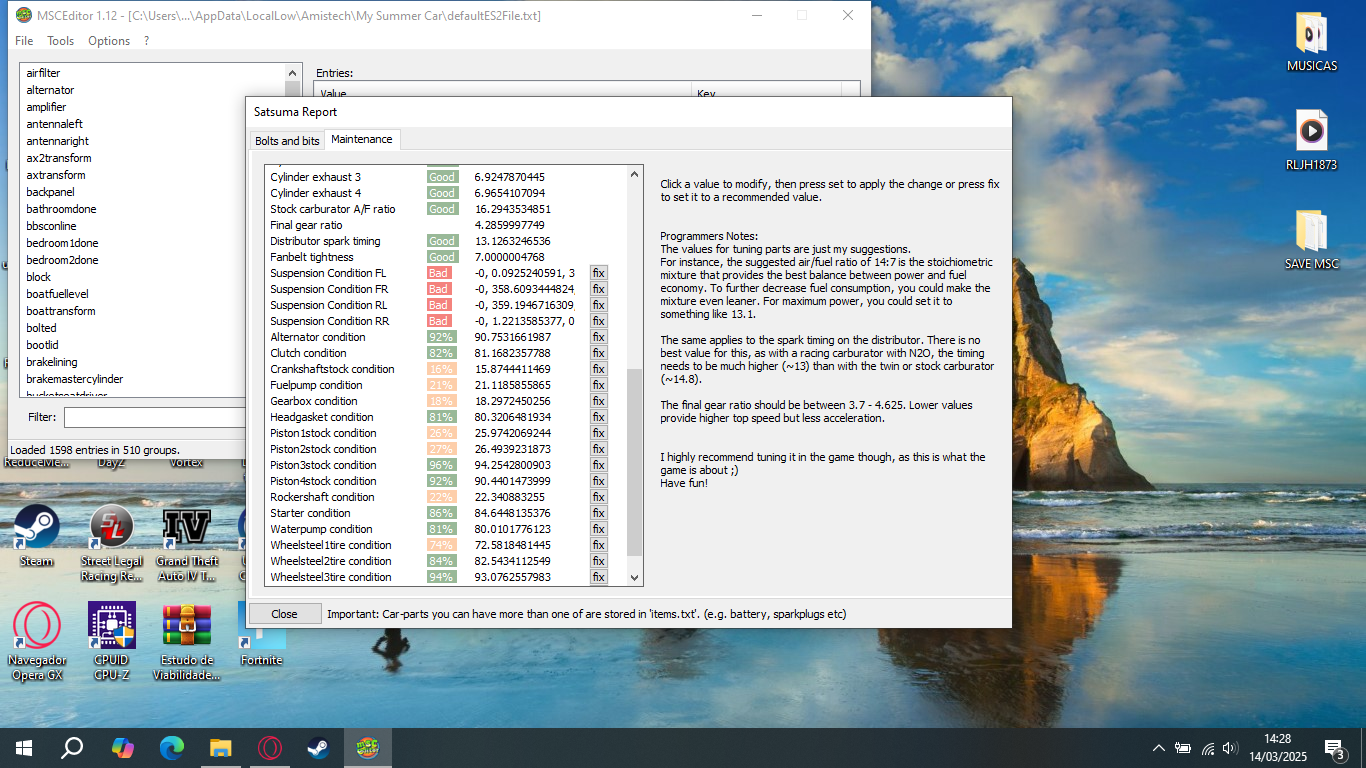 MSCEditor 1.12 - [C:\Users\...\AppData\LocalLow\Amistech\My Summer Car\defaultES2File.txt]
File Tools Options ?
airfilter
alternator
amplifier
antennaleft
antennaright
ax2transform
axtransform
backpanel
bathroomdone
bbsconline
bedroom1done
bedroom2done
block
boatfuellevel
boattransform
bolted
bootlid
brakelining
brakemastercylinder
bucketseatdriver
Filter:
Loaded 1598 entries in 510 groups.
Entries:
Value Key
Satsuma Report
Bolts and bits Maintenance
Cylinder exhaust 3 Good 6.9247870445
Cylinder exhaust 4 Good 6.9654107094
Stock carburator A/F ratio Good 16.2943534851
Final gear ratio 4.2859997749
Distributor spark timing Good 13.1263246536
Fanbelt tightness Good 7.0000004768
Suspension Condition FL Bad -0, 0.0925240591, 3 fix
Suspension Condition FR Bad -0, 358.6093444824, fix
Suspension Condition RL Bad -0, 359.1946716309, fix
Suspension Condition RR Bad -0, 1.2213585377, 0 fix
Alternator condition 92% 90.7531661987 fix
Clutch condition 82% 81.1682357788 fix
Crankshaftstock condition 16% 15.8744411469 fix
Fuelpump condition 21% 21.1185855865 fix
Gearbox condition 18% 18.2972450256 fix
Headgasket condition 81% 80.3206481934 fix
Piston1stock condition 26% 25.9742069244 fix
Piston2stock condition 27% 26.4939231873 fix
Piston3stock condition 96% 94.2542800903 fix
Piston4stock condition 92% 90.4401473999 fix
Rockershaft condition 22% 22.340883255 fix
Starter condition 86% 84.6448135376 fix
Waterpump condition 81% 80.0101776123 fix
Wheelsteel1tire condition 74% 72.5818481445 fix
Wheelsteel2tire condition 84% 82.5434112549 fix
Wheelsteel3tire condition 94% 93.0762557983 fix
Click a value to modify, then press set to apply the change or press fix
to set it to a recommended value.
Programmers Notes:
The values for tuning parts are just my suggestions.
For instance, the suggested air/fuel ratio of 14:7 is the stoichiometric
mixture that provides the best balance between power and fuel
economy. To further decrease fuel consumption, you could make the
mixture even leaner. For maximum power, you could set it to
something like 13.1.
The same applies to the spark timing on the distributor. There is no
best value for this, as with a racing carburator with N2O, the timing
needs to be much higher (~13) than with the twin or stock carburator
(~14.8).
The final gear ratio should be between 3.7 - 4.625. Lower values
provide higher top speed but less acceleration.
I highly recommend tuning it in the game though, as this is what the
game is about ;)
Have fun!
Close
Important: Car-parts you can have more than one of are stored in 'items.txt'. (e.g. battery, sparkplugs etc)
MUSICAS
RLJH1873
SAVE MSC
ReduceMe... DayZ Vortex
Steam
Street Legal
Racing Re...
IV
Grand Theft
Auto IV T...
Navegador
Opera GX
CPUID
CPU-Z
Estudo de
Viabilidade...
Fortnite
14:28
14/03/2025
3